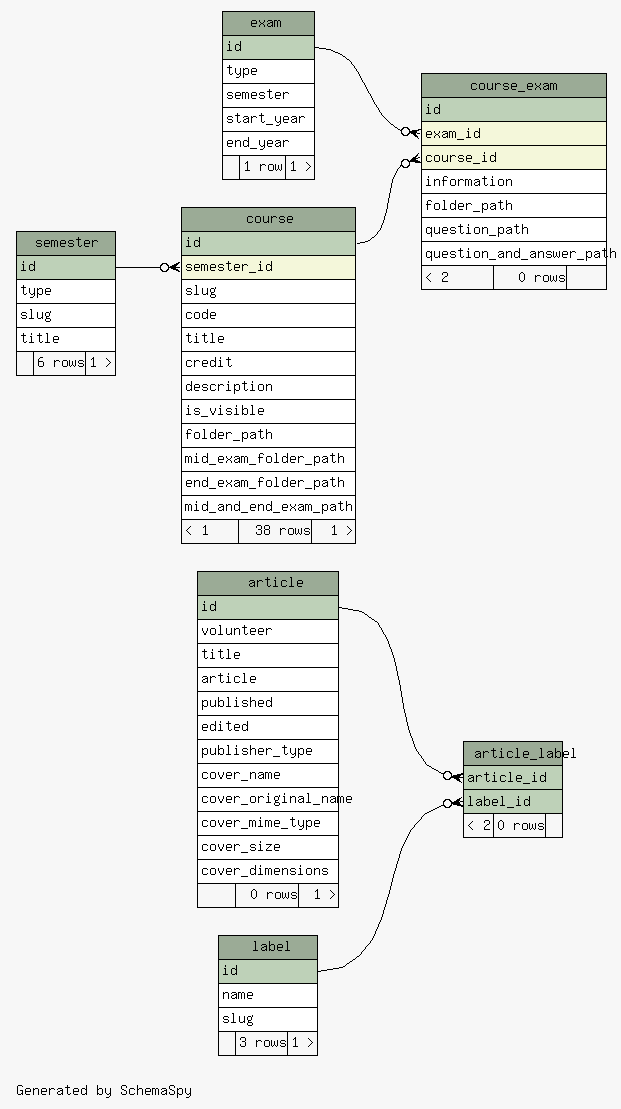 exam
id
type
semester
start_year
end_year
1 row 1 >
course_exam
id
exam_id
course_id
information
folder_path
question_path
question_and_answer_path
< 2 0 rows
semester
id
type
slug
title
6 rows 1 >
course
id
semester_id
slug
code
title
credit
description
is_visible
folder_path
mid_exam_folder_path
end_exam_folder_path
mid_and_end_exam_path
< 1 38 rows 1 >
article
id
volunteer
title
article
published
edited
publisher_type
cover_name
cover_original_name
cover_mime_type
cover_size
cover_dimensions
0 rows 1 >
article_label
article_id
label_id
< 2 0 rows
label
id
name
slug
3 rows 1 >
Generated by SchemaSpy